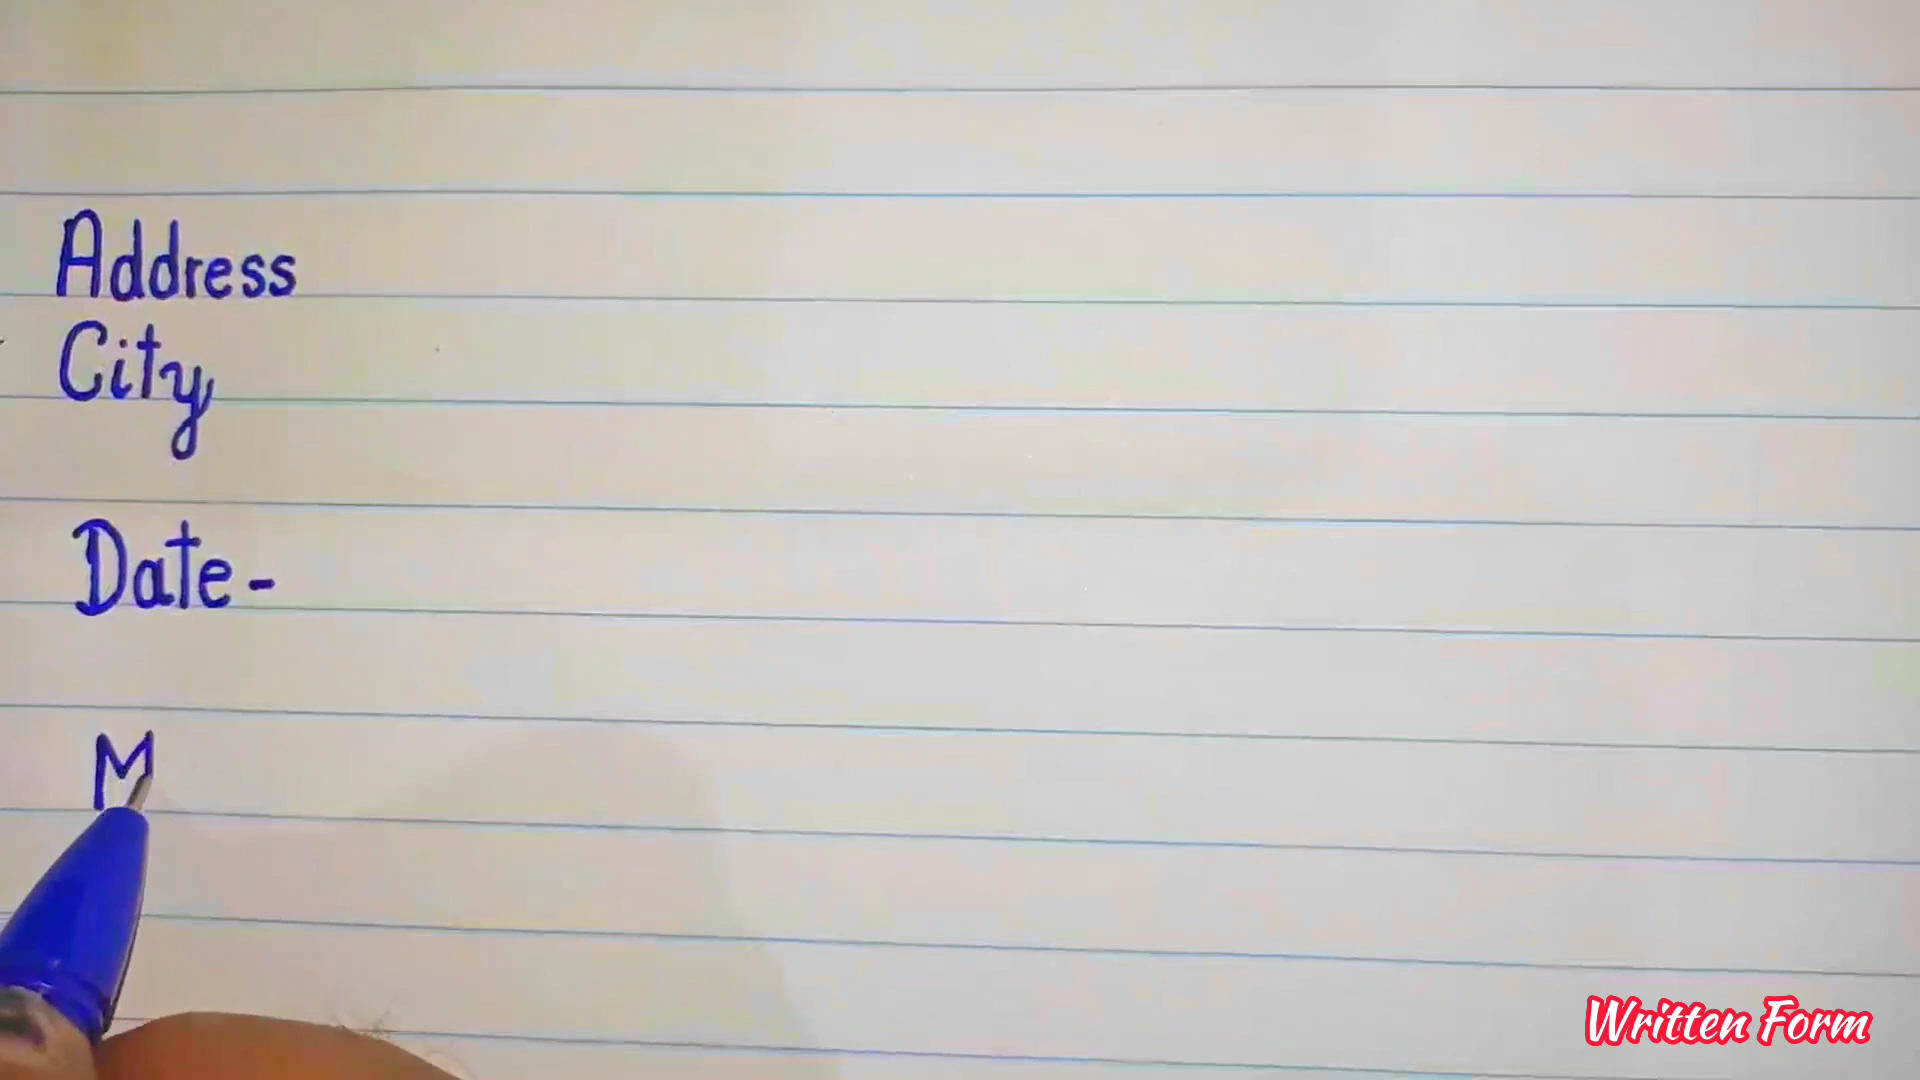 Address
City
Date -
M
Written Form